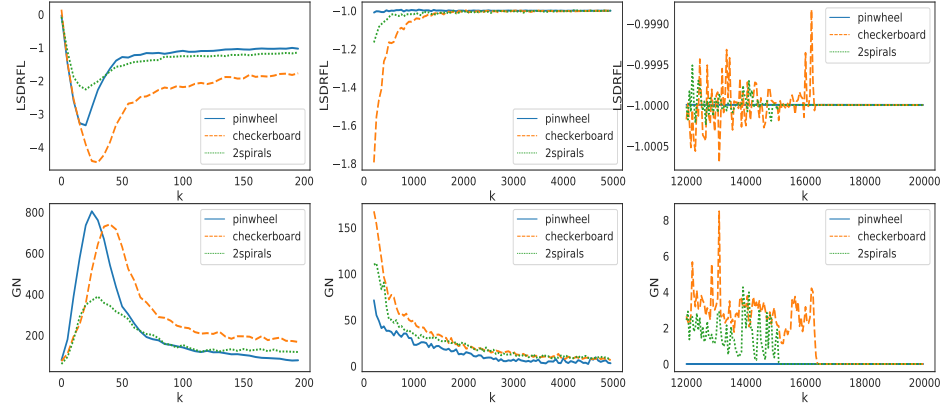 0
−1
−2
−3
−4
LSDRFL
pinwheel
checkerboard
2spirals
0 50 100 150 200
k
−1.0
−1.2
−1.4
−1.6
−1.8
LSDRFL
pinwheel
checkerboard
2spirals
0 1000 2000 3000 4000 5000
k
−0.9990
−0.9995
−1.0000
−1.0005
LSDRFL
pinwheel
checkerboard
2spirals
12000 14000 16000 18000 20000
k
800
600
400
200
GN
pinwheel
checkerboard
2spirals
0 50 100 150 200
k
150
100
50
0
GN
pinwheel
checkerboard
2spirals
0 1000 2000 3000 4000 5000
k
8
6
4
2
0
GN
pinwheel
checkerboard
2spirals
12000 14000 16000 18000 20000
k